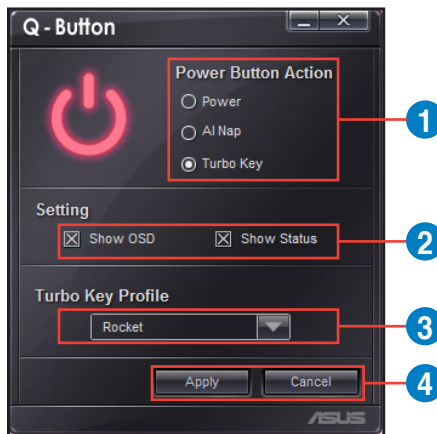 Q - Button
Power Button Action
Power
AI Nap
Turbo Key
1
Setting
Show OSD Show Status
2
Turbo Key Profile
Rocket
3
Apply Cancel
4
ASUS